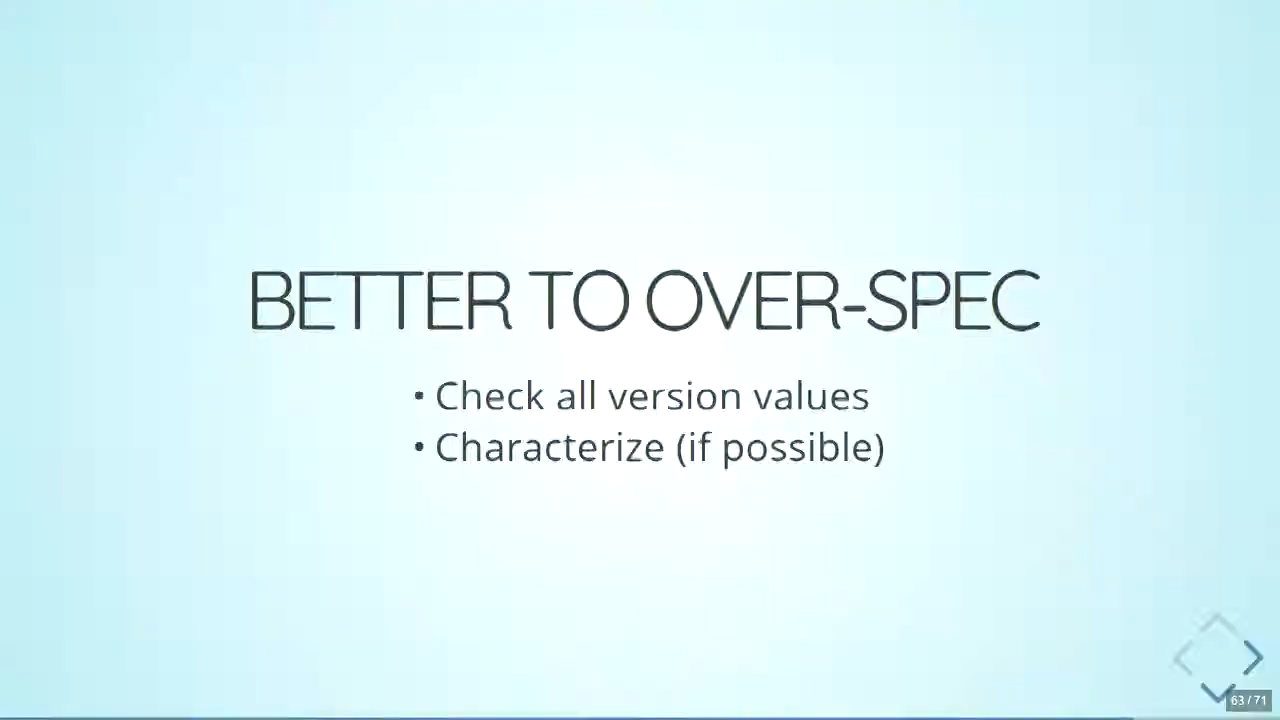 BETTER TO OVER-SPEC
• Check all version values
• Characterize (if possible)
63 / 71